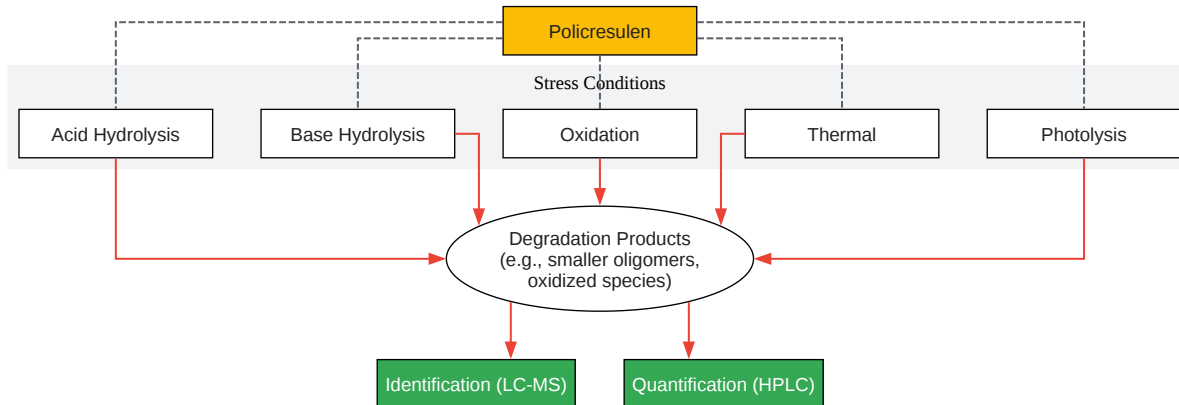 Policresulen
Stress Conditions
Acid Hydrolysis
Base Hydrolysis
Oxidation
Thermal
Photolysis
Degradation Products
(e.g., smaller oligomers,
oxidized species)
Identification (LC-MS)
Quantification (HPLC)